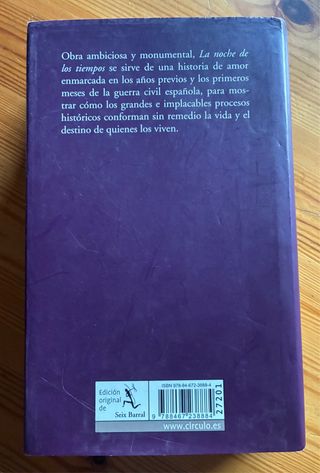 Obra ambiciosa y monumental, La noche de
los tiempos se sirve de una historia de amor
enmarcada en los años previos y los primeros
meses de la guerra civil española, para mos-
trar cómo los grandes e implacables procesos
históricos conforman sin remedio la vida y el
destino de quienes los viven.
Edición
original
de
Seix Barral
ISBN 978-84-672-3888-4
9 788467 238884
27201
www.circulo.es